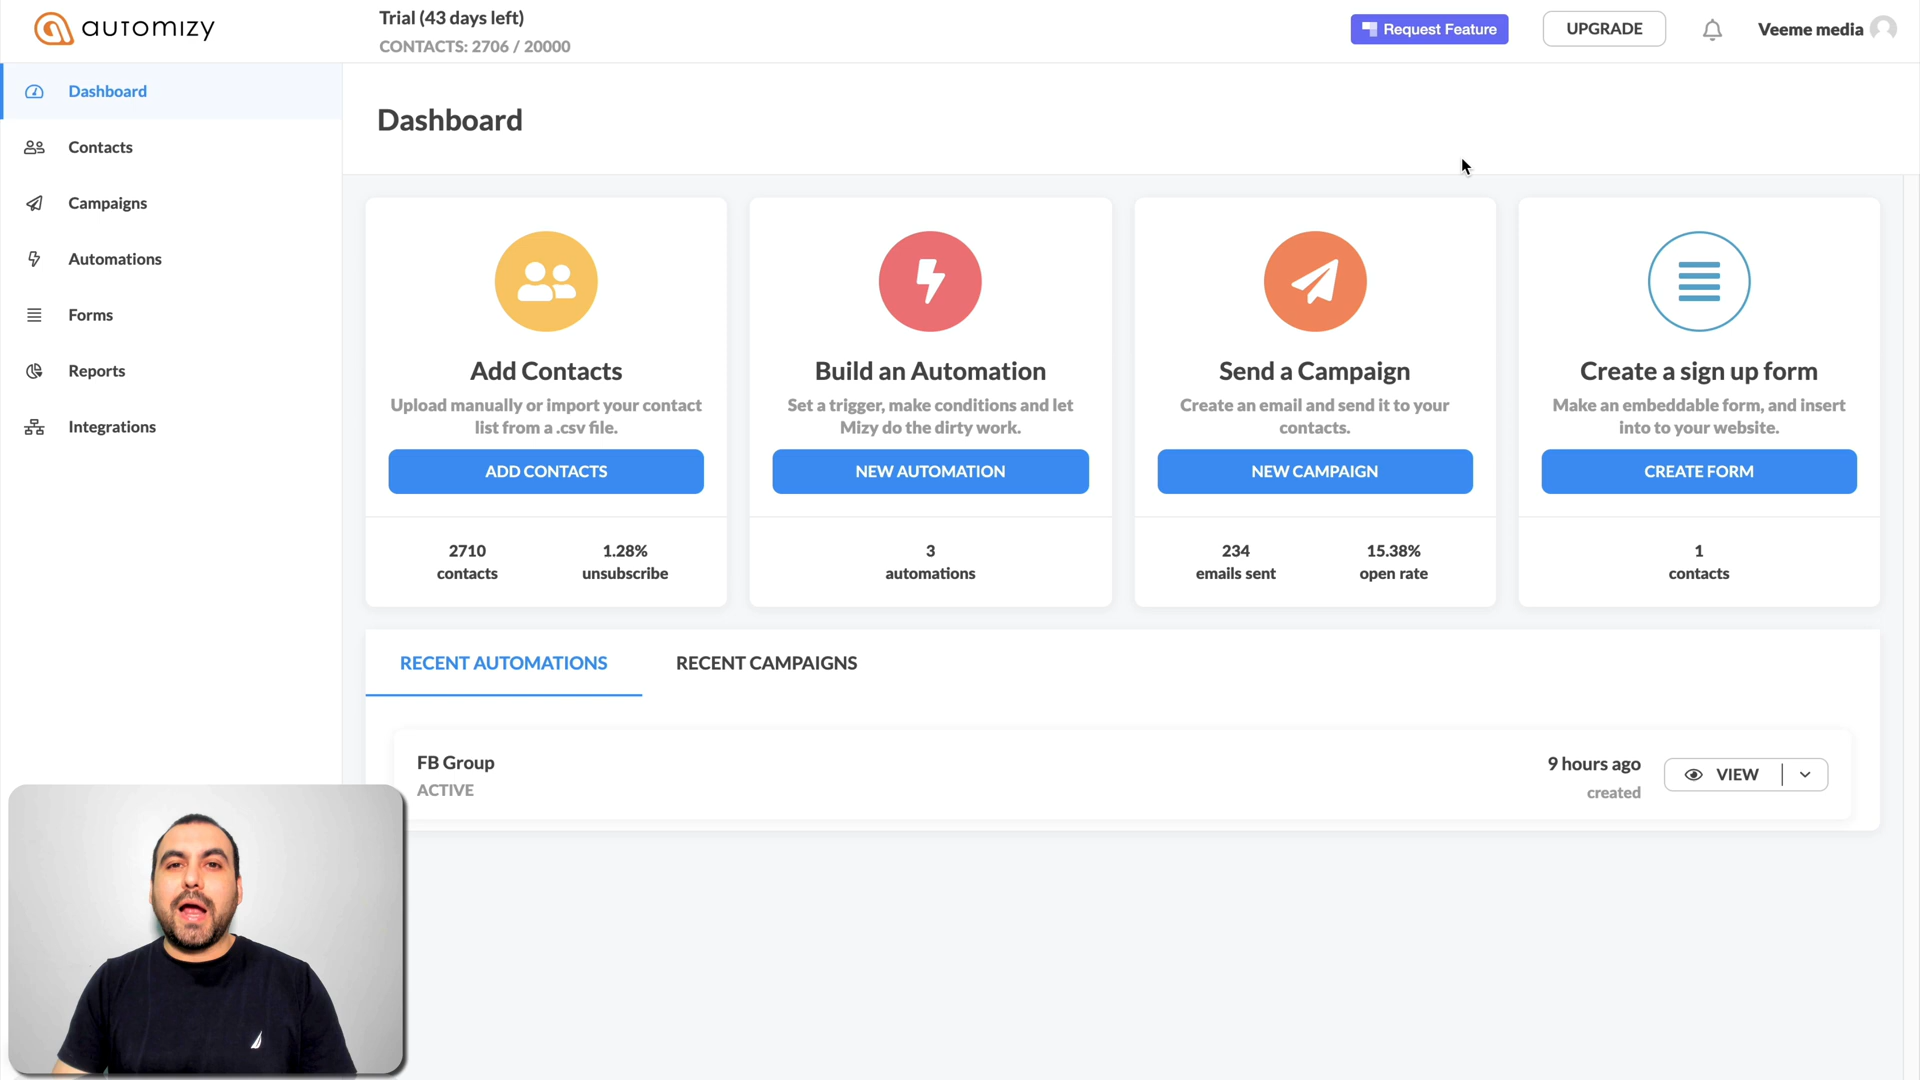 automizy
Trial (43 days left)
CONTACTS: 2706 / 20000
Request Feature
UPGRADE
Veeme media
Dashboard
Contacts
Campaigns
Automations
Forms
Reports
Integrations
Dashboard
Add Contacts
Upload manually or import your contact
list from a .csv file.
ADD CONTACTS
2710
contacts
1.28%
unsubscribe
Build an Automation
Set a trigger, make conditions and let
Mizy do the dirty work.
NEW AUTOMATION
3
automations
Send a Campaign
Create an email and send it to your
contacts.
NEW CAMPAIGN
234
emails sent
15.38%
open rate
Create a sign up form
Make an embeddable form, and insert
into to your website.
CREATE FORM
1
contacts
RECENT AUTOMATIONS
RECENT CAMPAIGNS
FB Group
ACTIVE
9 hours ago
created
VIEW